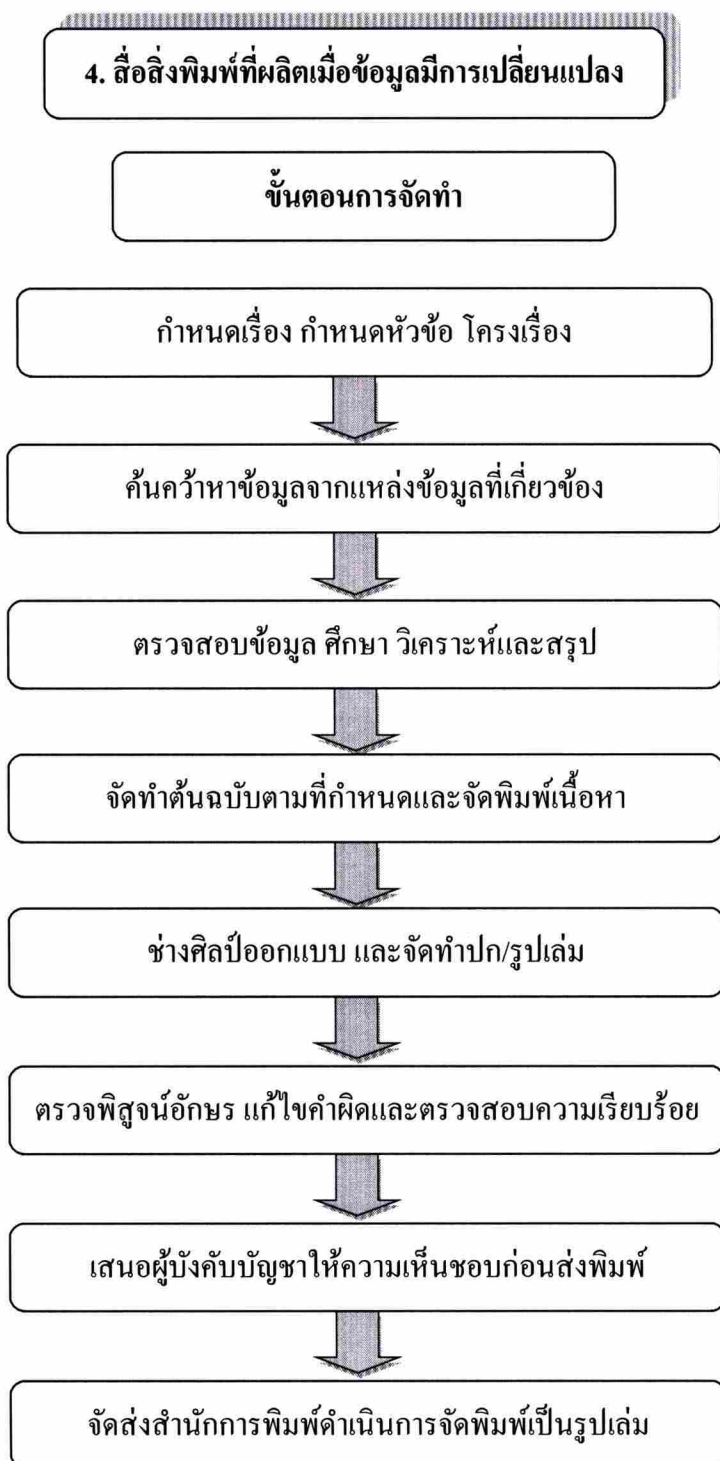 4. สื่อสิ่งพิมพ์ที่ผลิตเมื่อข้อมูลมีการเปลี่ยนแปลง
ขั้นตอนการจัดทำ
กำหนดเรื่อง กำหนดหัวข้อ โครงเรื่อง
ค้นคว้าหาข้อมูลจากแหล่งข้อมูลที่เกี่ยวข้อง
ตรวจสอบข้อมูล ศึกษา วิเคราะห์และสรุป
จัดทำต้นฉบับตามที่กำหนดและจัดพิมพ์เนื้อหา
ช่างศิลป์ออกแบบ และจัดทำปก/รูปเล่ม
ตรวจพิสูจน์อักษร แก้ไขคำผิดและตรวจสอบความเรียบร้อย
เสนอผู้บังคับบัญชาให้ความเห็นชอบก่อนส่งพิมพ์
จัดส่งสำนักการพิมพ์ดำเนินการจัดพิมพ์เป็นรูปเล่ม